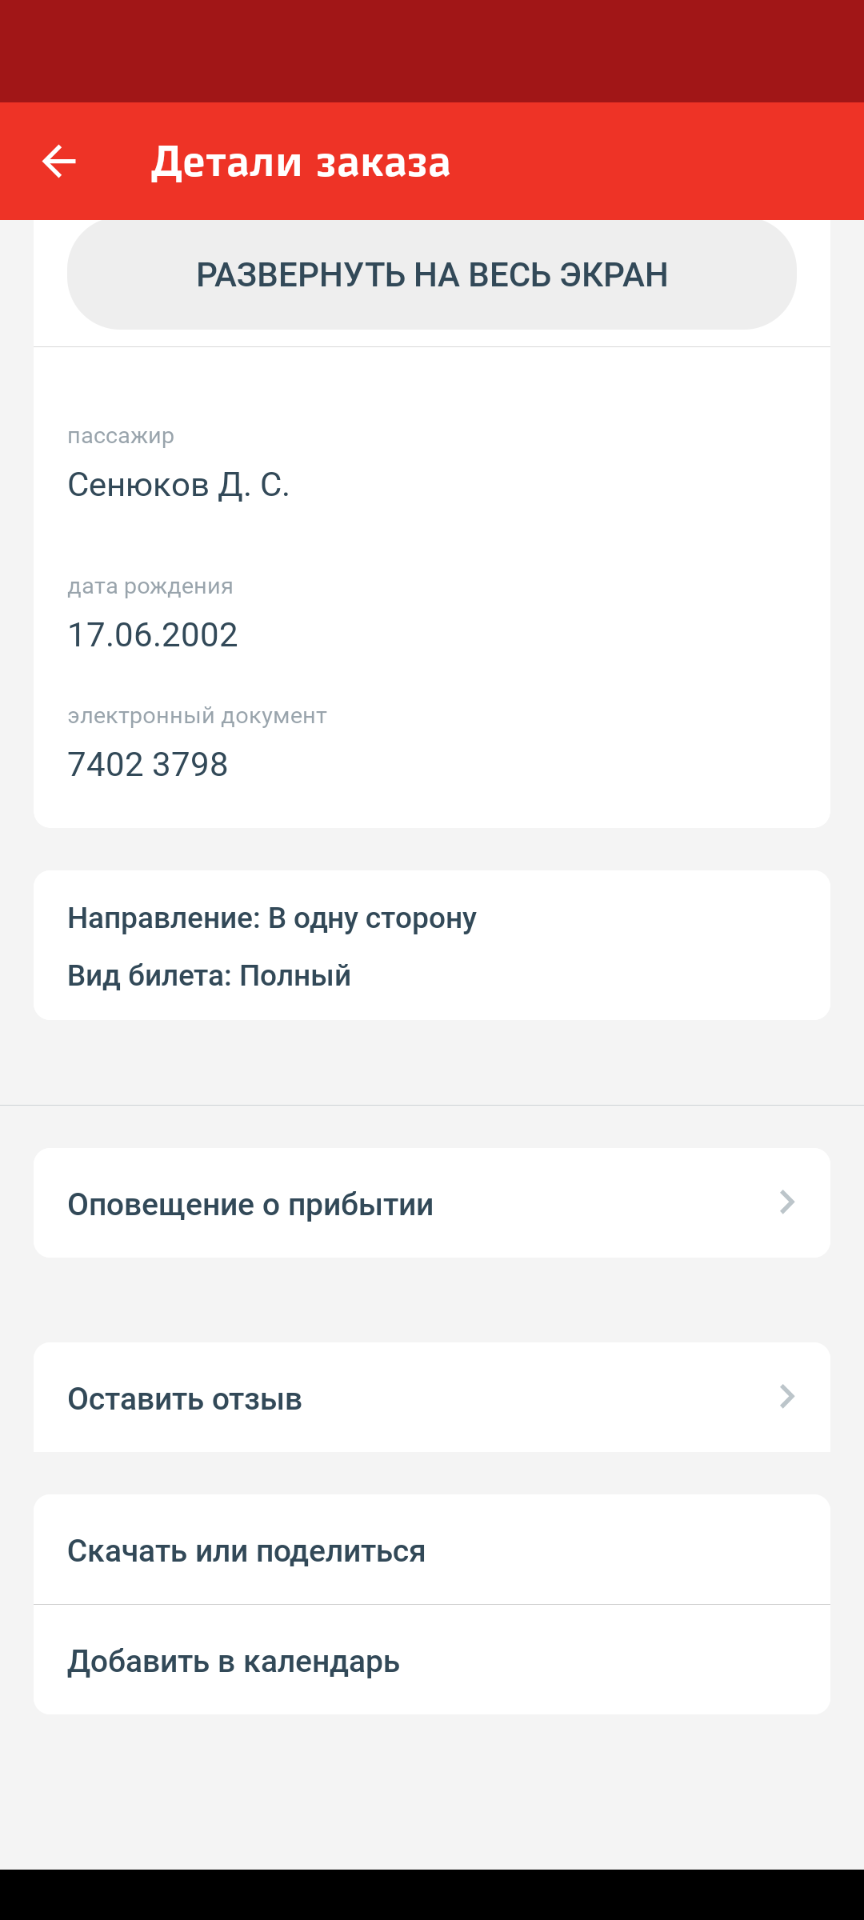 Детали заказа
РАЗВЕРНУТЬ НА ВЕСЬ ЭКРАН
пассажир
Сенюков Д. С.
дата рождения
17.06.2002
электронный документ
7402 3798
Направление: В одну сторону
Вид билета: Полный
Оповещение о прибытии
Оставить отзыв
Скачать или поделиться
Добавить в календарь